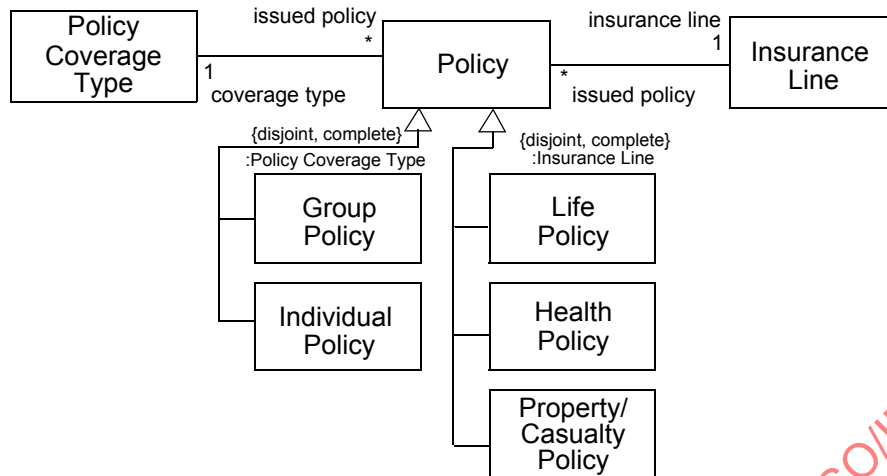 Policy
Coverage
Type
issued policy
*
1
coverage type
Policy
insurance line
1
*
issued policy
Insurance
Line
{disjoint, complete}
:Policy Coverage Type
{disjoint, complete}
:Insurance Line
Group
Policy
Life
Policy
Individual
Policy
Health
Policy
Property/
Casualty
Policy